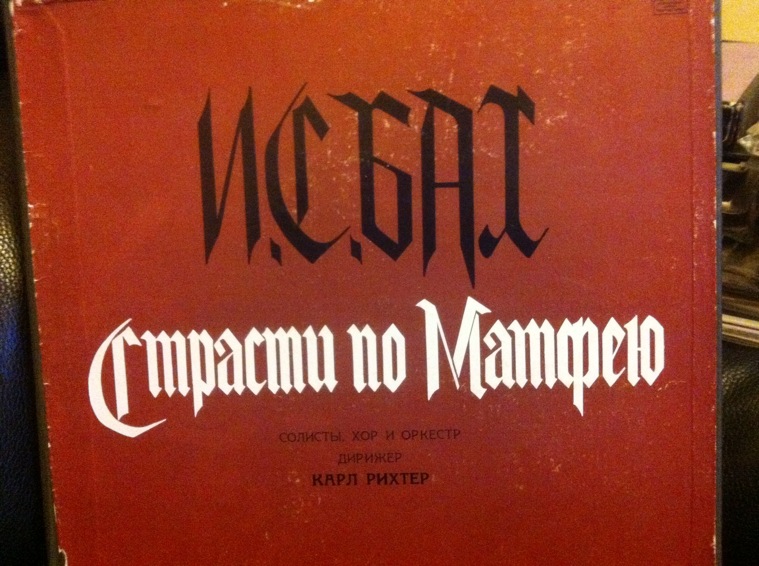 И.С.БАХ
Страсти по Матфею
СОЛИСТЫ, ХОР И ОРКЕСТР
ДИРИЖЕР
КАРЛ РИХТЕР